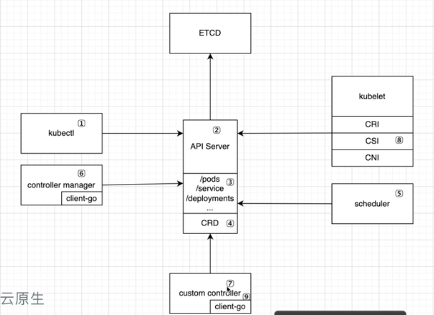 ETCD
①
kubectl
②
API Server
kubelet
CRI
CSI ⑧
CNI
⑥
controller manager
client-go
/pods ③
/service
/deployments
...
CRD ④
⑤
scheduler
⑦
custom controller ⑨
client-go
云原生